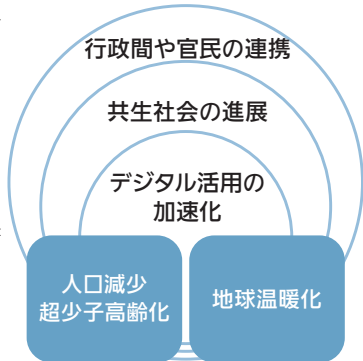 行政間や官民の連携
共生社会の進展
デジタル活用の
加速化
人口減少
超少子高齢化
地球温暖化